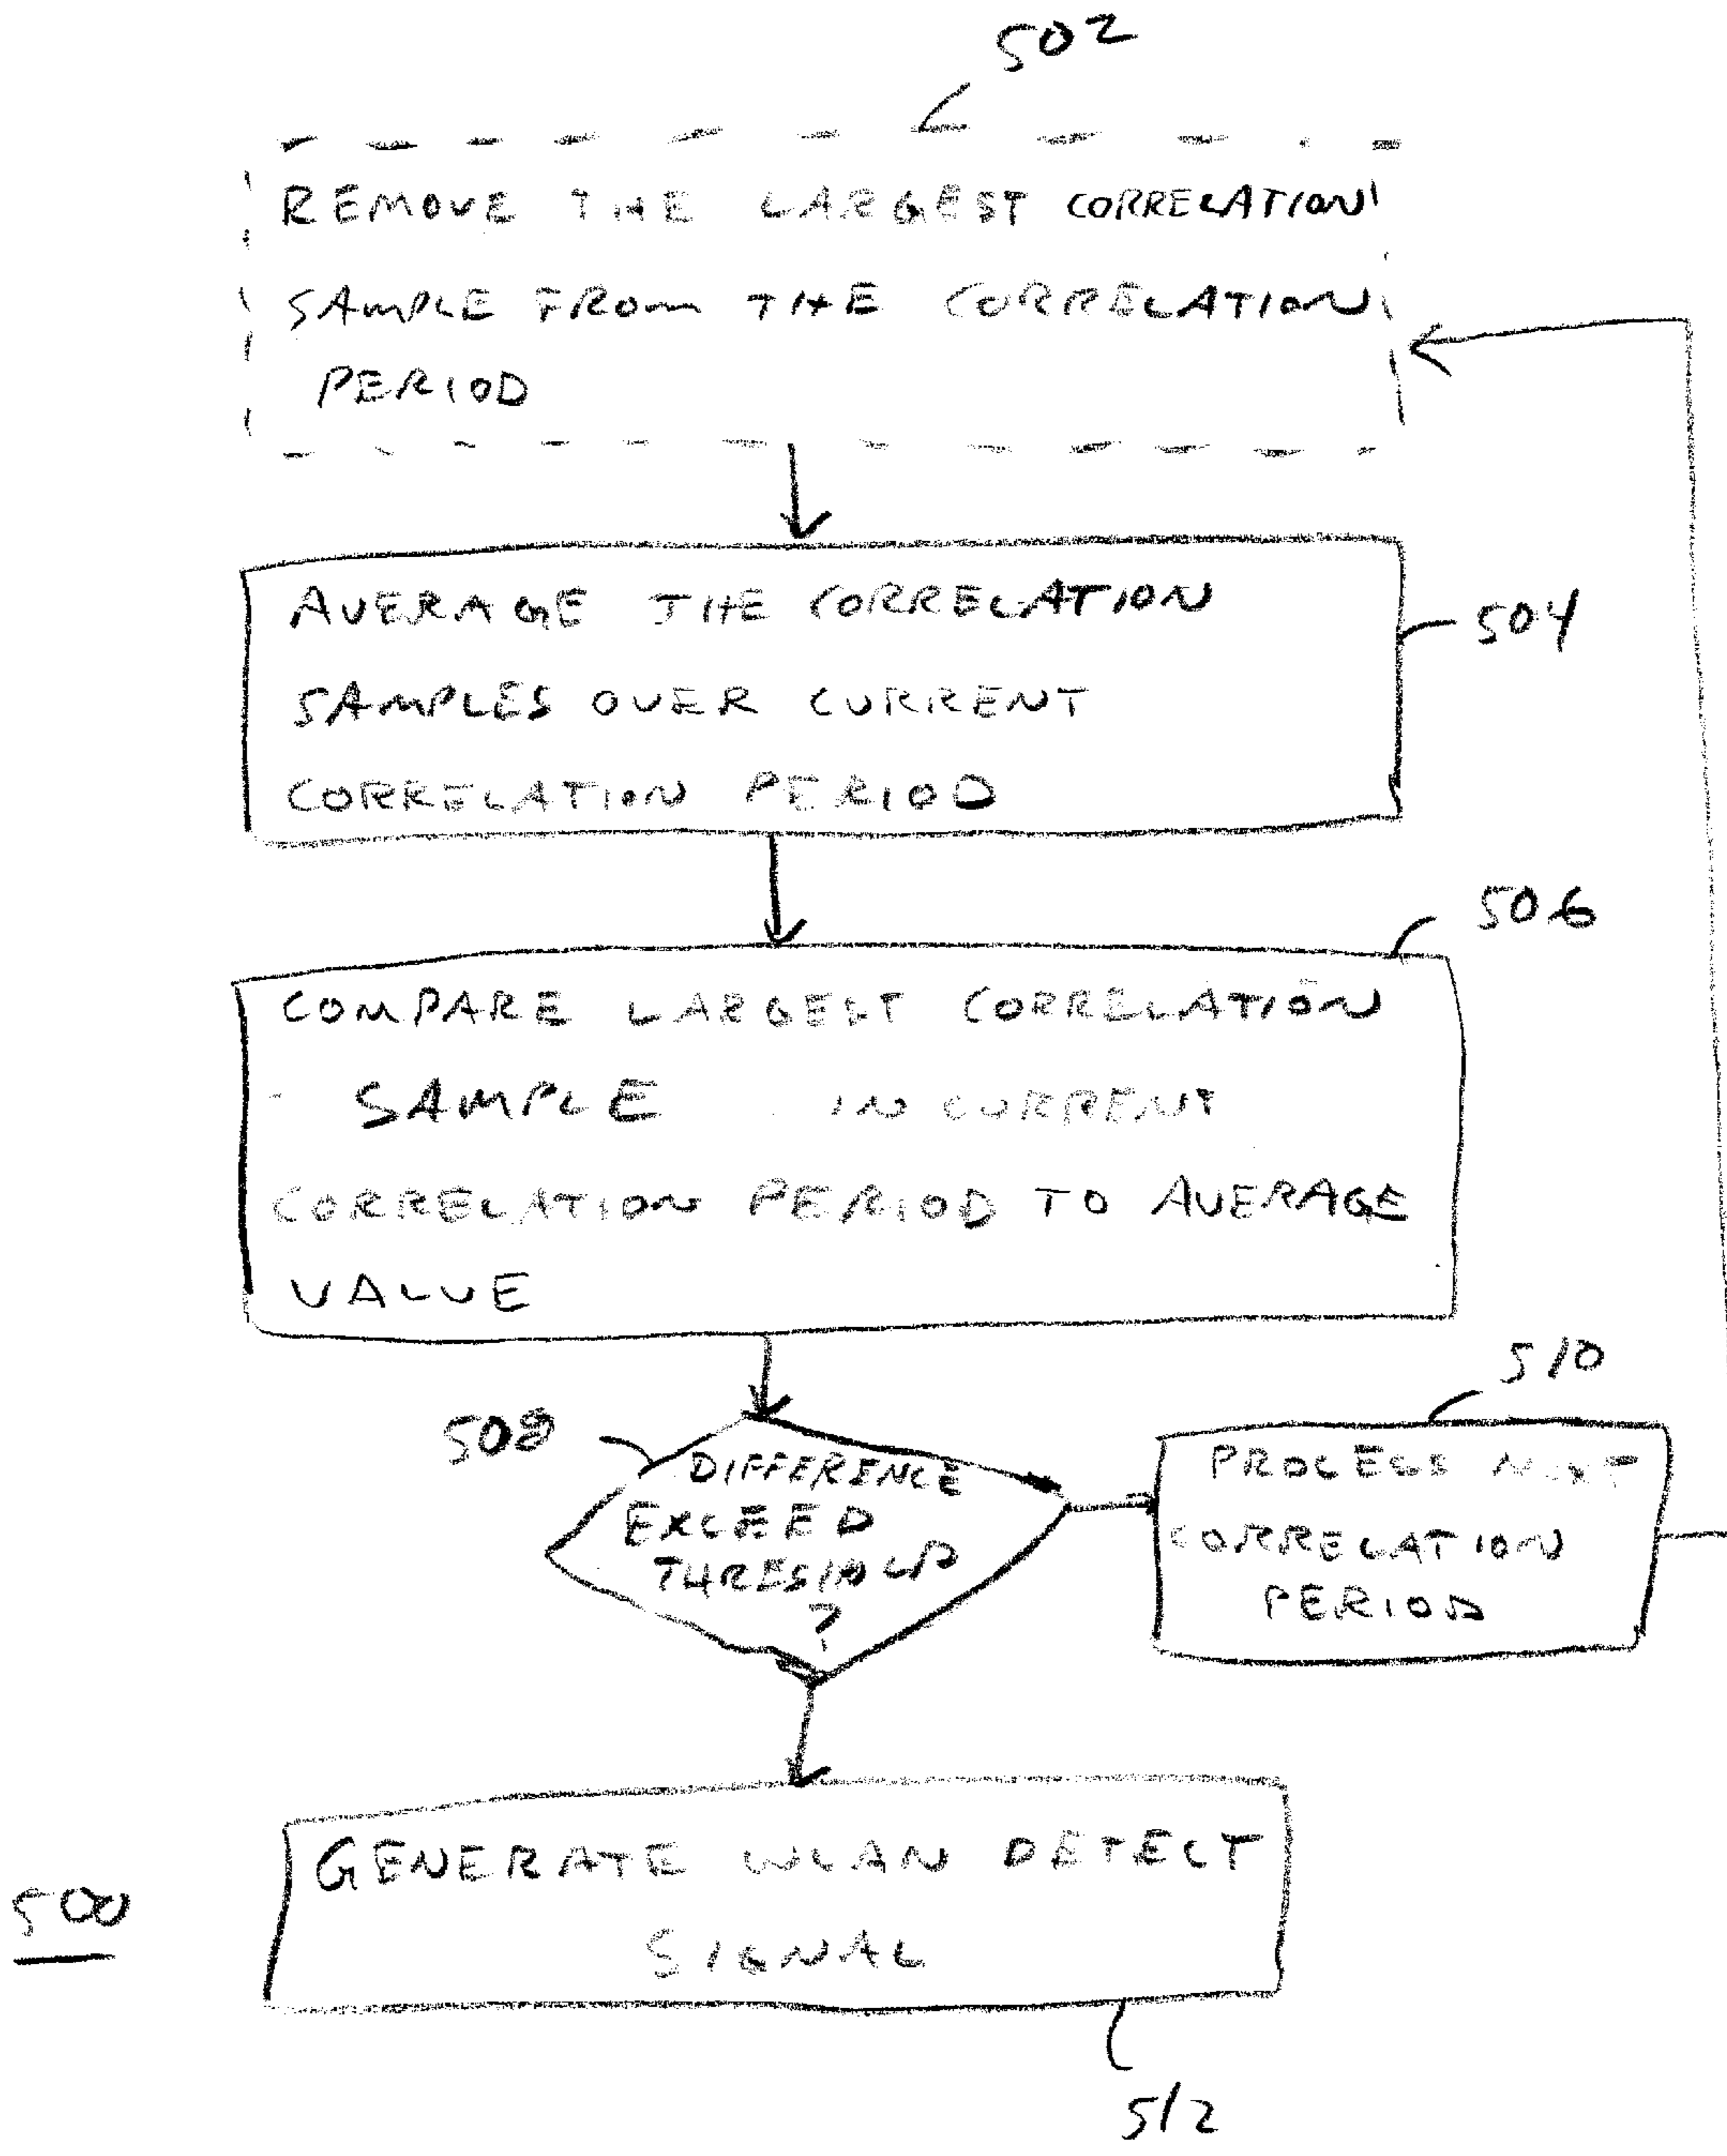 502
REMOVE THE LARGEST CORRELATION
SAMPLE FROM THE CORRELATION
PERIOD
AVERAGE THE CORRELATION
504
SAMPLES OVER CURRENT
CORRELATION PERIOD
506
COMPARE LARGEST CORRELATION
SAMPLE IN CURRENT
CORRELATION PERIOD TO AVERAGE
VALUE
510
508
DIFFERENCE
EXCEED
THRESHOLD
?
PROCESS NEXT
CORRELATION
PERIOD
GENERATE WLAN DETECT
SIGNAL
500
512